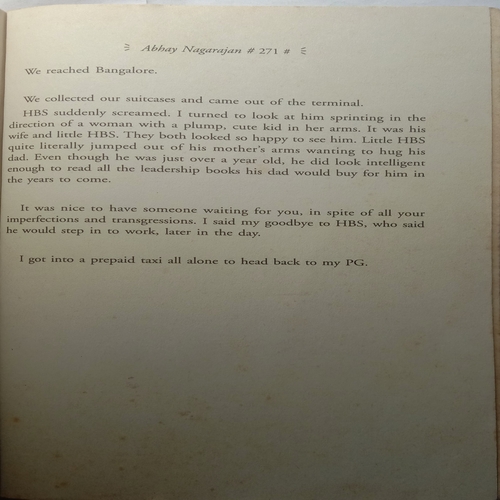 Abhay Nagarajan # 271 #
We reached Bangalore.
We collected our suitcases and came out of the terminal.
HBS suddenly screamed. I turned to look at him sprinting in the
direction of a woman with a plump, cute kid in her arms. It was his
wife and little HBS. They both looked so happy to see him. Little HBS
quite literally jumped out of his mother's arms wanting to hug his
dad. Even though he was just over a year old, he did look intelligent
enough to read all the leadership books his dad would buy for him in
the years to come.
It was nice to have someone waiting for you, in spite of all your
imperfections and transgressions. I said my goodbye to HBS, who said
he would step in to work, later in the day.
I got into a prepaid taxi all alone to head back to my PG.